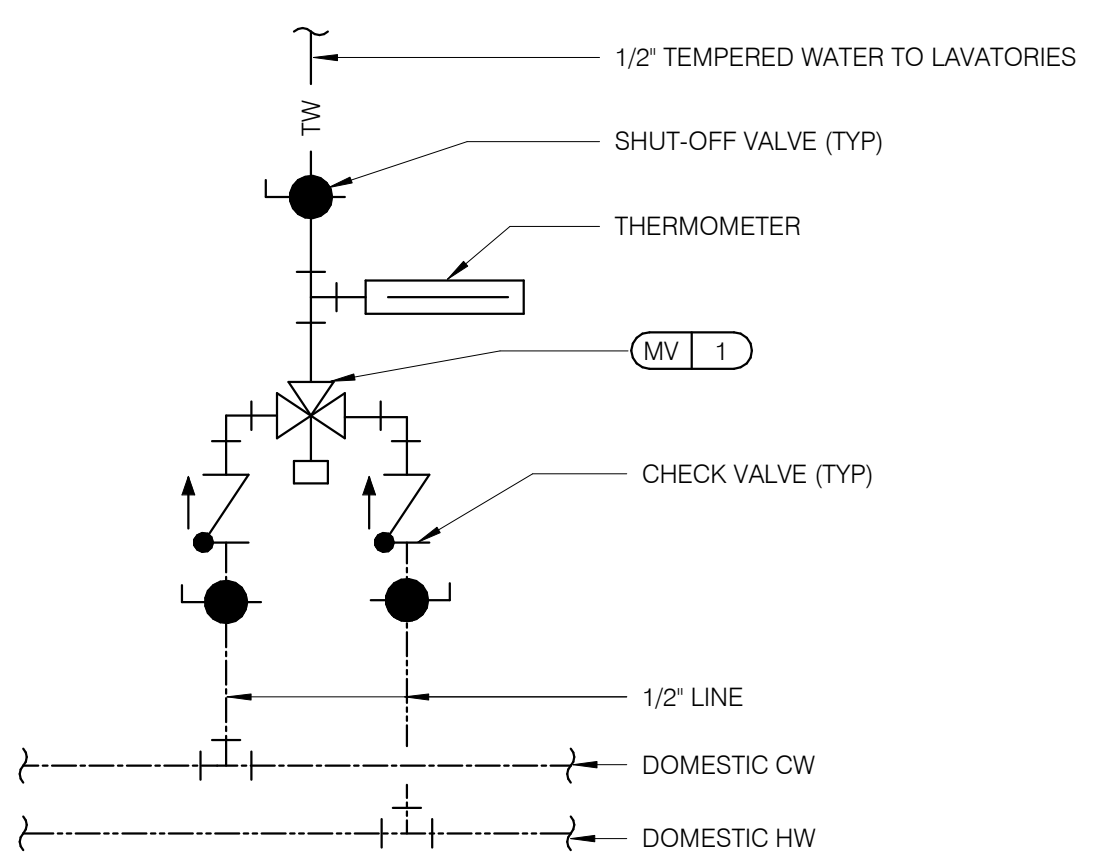 1/2" TEMPERED WATER TO LAVATORIES
TW
SHUT-OFF VALVE (TYP)
THERMOMETER
MV 1
CHECK VALVE (TYP)
1/2" LINE
DOMESTIC CW
DOMESTIC HW